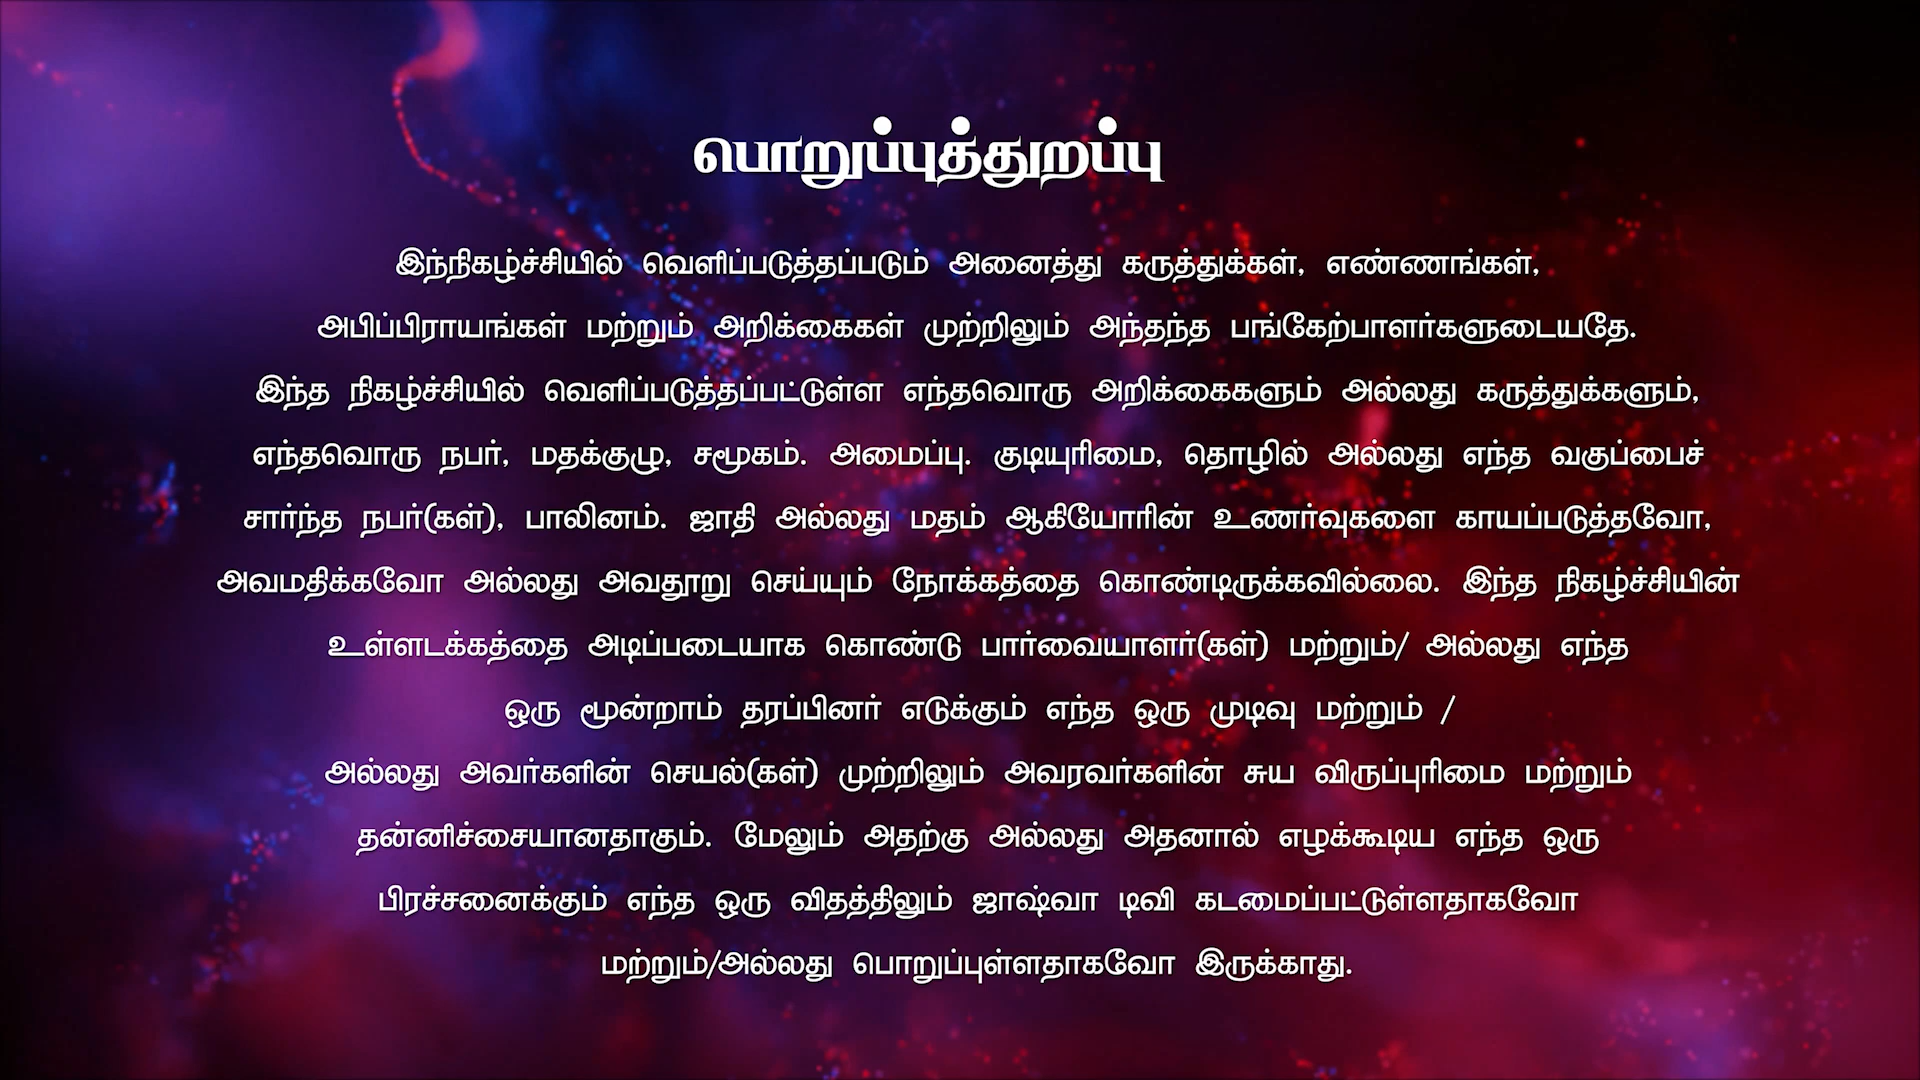 பொறுப்புத்துறப்பு
இந்நிகழ்ச்சியில் வெளிப்படுத்தப்படும் அனைத்து கருத்துக்கள், எண்ணங்கள்,
அபிப்பிராயங்கள் மற்றும் அறிக்கைகள் முற்றிலும் அந்தந்த பங்கேற்பாளர்களுடையதே.
இந்த நிகழ்ச்சியில் வெளிப்படுத்தப்பட்டுள்ள எந்தவொரு அறிக்கைகளும் அல்லது கருத்துக்களும்,
எந்தவொரு நபர், மதக்குழு, சமூகம். அமைப்பு. குடியுரிமை, தொழில் அல்லது எந்த வகுப்பைச்
சார்ந்த நபர்(கள்), பாலினம். ஜாதி அல்லது மதம் ஆகியோரின் உணர்வுகளை காயப்படுத்தவோ,
அவமதிக்கவோ அல்லது அவதூறு செய்யும் நோக்கத்தை கொண்டிருக்கவில்லை. இந்த நிகழ்ச்சியின்
உள்ளடக்கத்தை அடிப்படையாக கொண்டு பார்வையாளர்(கள்) மற்றும்/ அல்லது எந்த
ஒரு மூன்றாம் தரப்பினர் எடுக்கும் எந்த ஒரு முடிவு மற்றும் /
அல்லது அவர்களின் செயல்(கள்) முற்றிலும் அவரவர்களின் சுய விருப்புரிமை மற்றும்
தன்னிச்சையானதாகும். மேலும் அதற்கு அல்லது அதனால் எழக்கூடிய எந்த ஒரு
பிரச்சனைக்கும் எந்த ஒரு விதத்திலும் ஜாஷ்வா டிவி கடமைப்பட்டுள்ளதாகவோ
மற்றும்/அல்லது பொறுப்புள்ளதாகவோ இருக்காது.